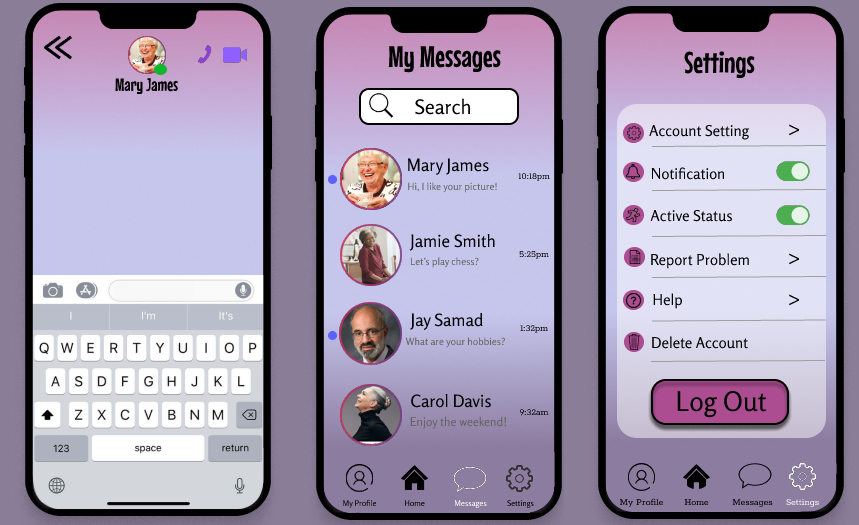 Mary James
I I'm It's
Q W E R T Y U I O P
A S D F G H J K L
Z X C V B N M
123 space return
My Messages
Search
Mary James
Hi, I like your picture!
10:18pm
Jamie Smith
Let's play chess?
5:25pm
Jay Samad
What are your hobbies?
1:32pm
Carol Davis
Enjoy the weekend!
9:32am
My Profile Home Messages Settings
Settings
Account Setting >
Notification
Active Status
Report Problem >
Help >
Delete Account
Log Out
My Profile Home Messages Settings